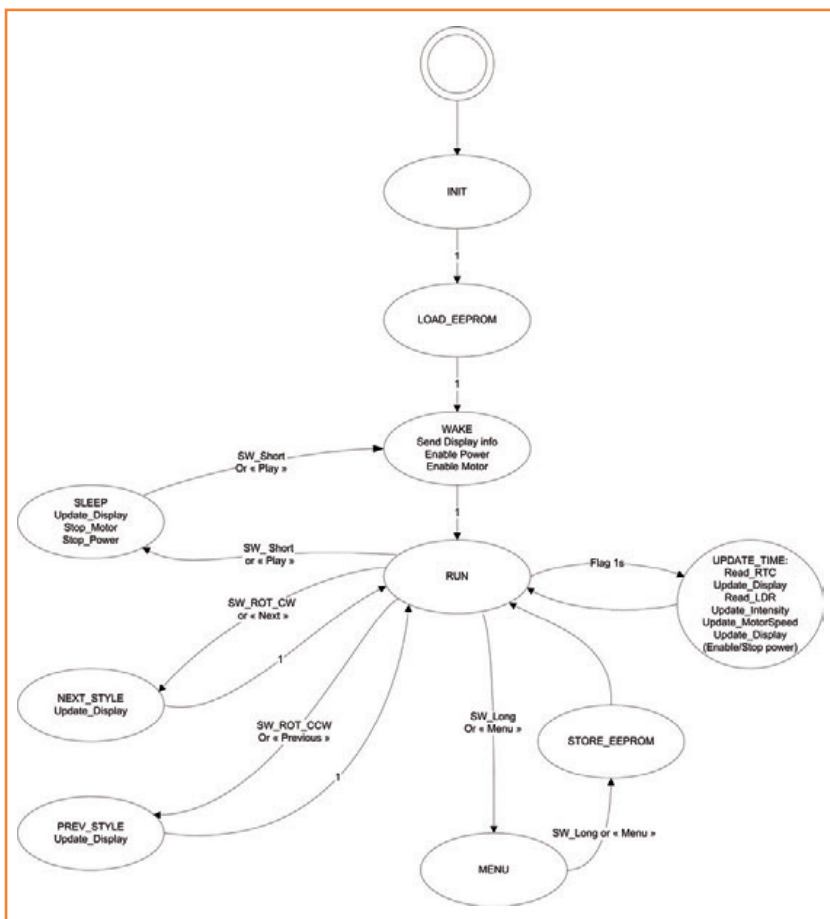 INIT
1
LOAD_EEPROM
1
WAKE
Send Display info
Enable Power
Enable Motor
SW_Short
Or « Play »
SLEEP
Update_Display
Stop_Motor
Stop_Power
1
SW_ Short
or « Play »
RUN
Flag 1s
UPDATE_TIME:
Read_RTC
Update_Display
Read_LDR
Update_Intensity
Update_MotorSpeed
Update_Display
(Enable/Stop power)
SW_ROT_CW
or « Next »
1
NEXT_STYLE
Update_Display
SW_ROT_CCW
Or « Previous »
SW_Long
Or « Menu »
STORE_EEPROM
1
PREV_STYLE
Update_Display
SW_Long or « Menu »
MENU